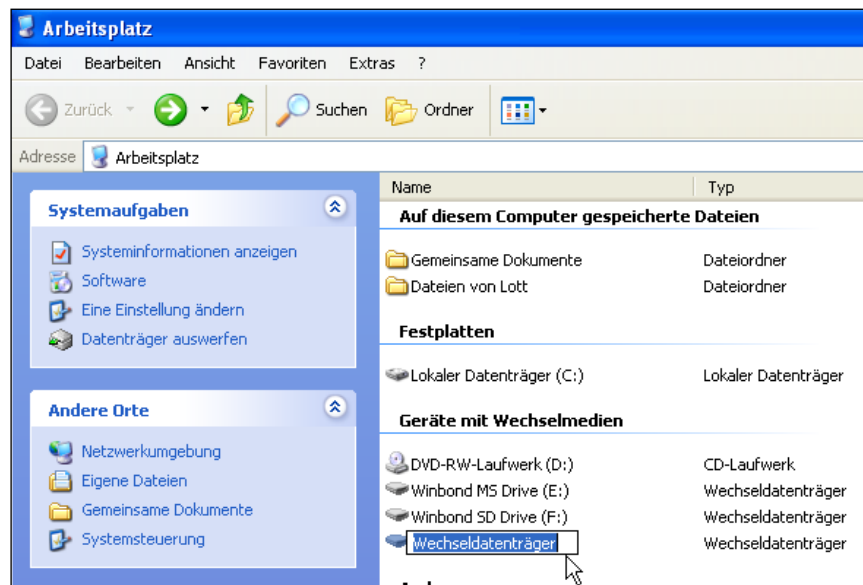 Arbeitsplatz
Datei Bearbeiten Ansicht Favoriten Extras ?
Zurück Suchen Ordner
Adresse Arbeitsplatz
Systemaufgaben
Systeminformationen anzeigen
Software
Eine Einstellung ändern
Datenträger auswerfen
Andere Orte
Netzwerkumgebung
Eigene Dateien
Gemeinsame Dokumente
Systemsteuerung
Name Typ
Auf diesem Computer gespeicherte Dateien
Gemeinsame Dokumente Dateiordner
Dateien von Lott Dateiordner
Festplatten
Lokaler Datenträger (C:) Lokaler Datenträger
Geräte mit Wechselmedien
DVD-RW-Laufwerk (D:) CD-Laufwerk
Winbond MS Drive (E:) Wechseldatenträger
Winbond SD Drive (F:) Wechseldatenträger
Wechseldatenträger Wechseldatenträger